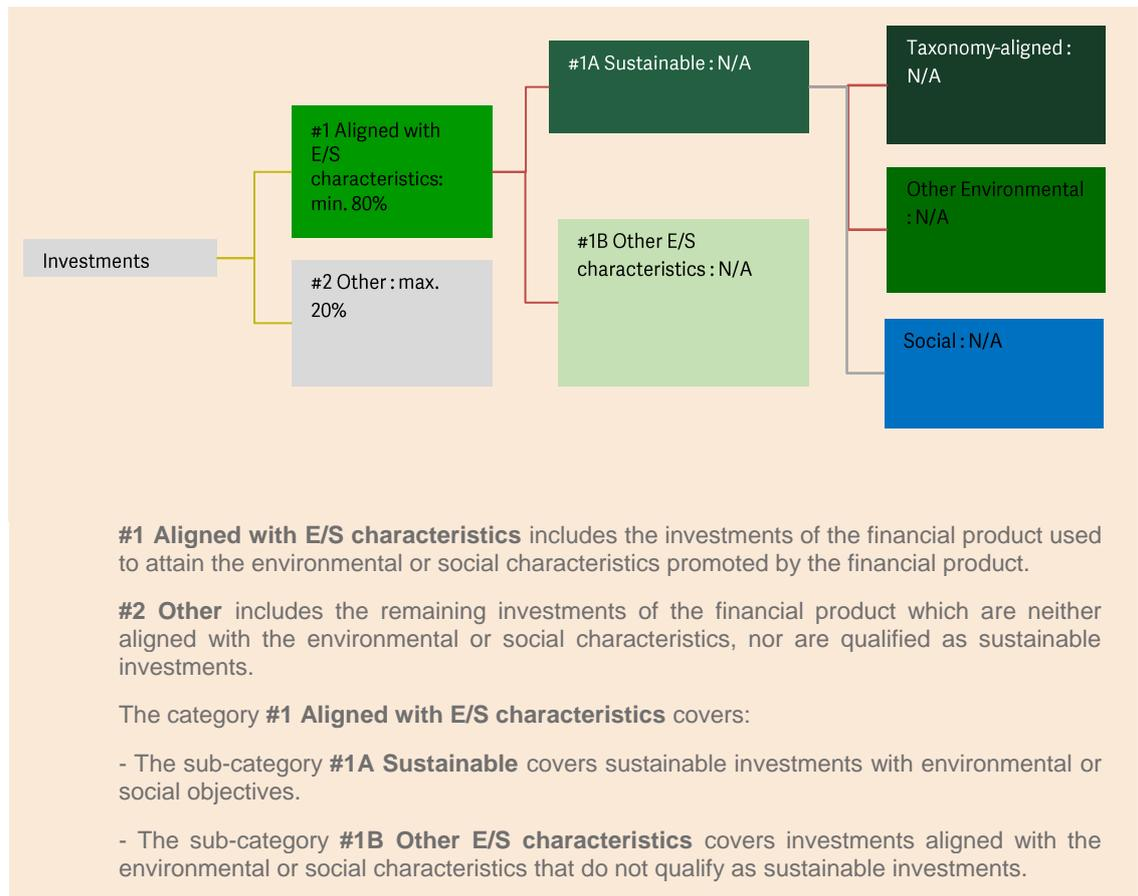 Investments
#1 Aligned with
E/S
characteristics:
min. 80%
#2 Other : max.
20%
#1A Sustainable : N/A
#1B Other E/S
characteristics : N/A
Taxonomy-aligned :
N/A
Other Environmental
: N/A
Social : N/A
#1 Aligned with E/S characteristics includes the investments of the financial product used
to attain the environmental or social characteristics promoted by the financial product.
#2 Other includes the remaining investments of the financial product which are neither
aligned with the environmental or social characteristics, nor are qualified as sustainable
investments.
The category #1 Aligned with E/S characteristics covers:
- The sub-category #1A Sustainable covers sustainable investments with environmental or
social objectives.
- The sub-category #1B Other E/S characteristics covers investments aligned with the
environmental or social characteristics that do not qualify as sustainable investments.